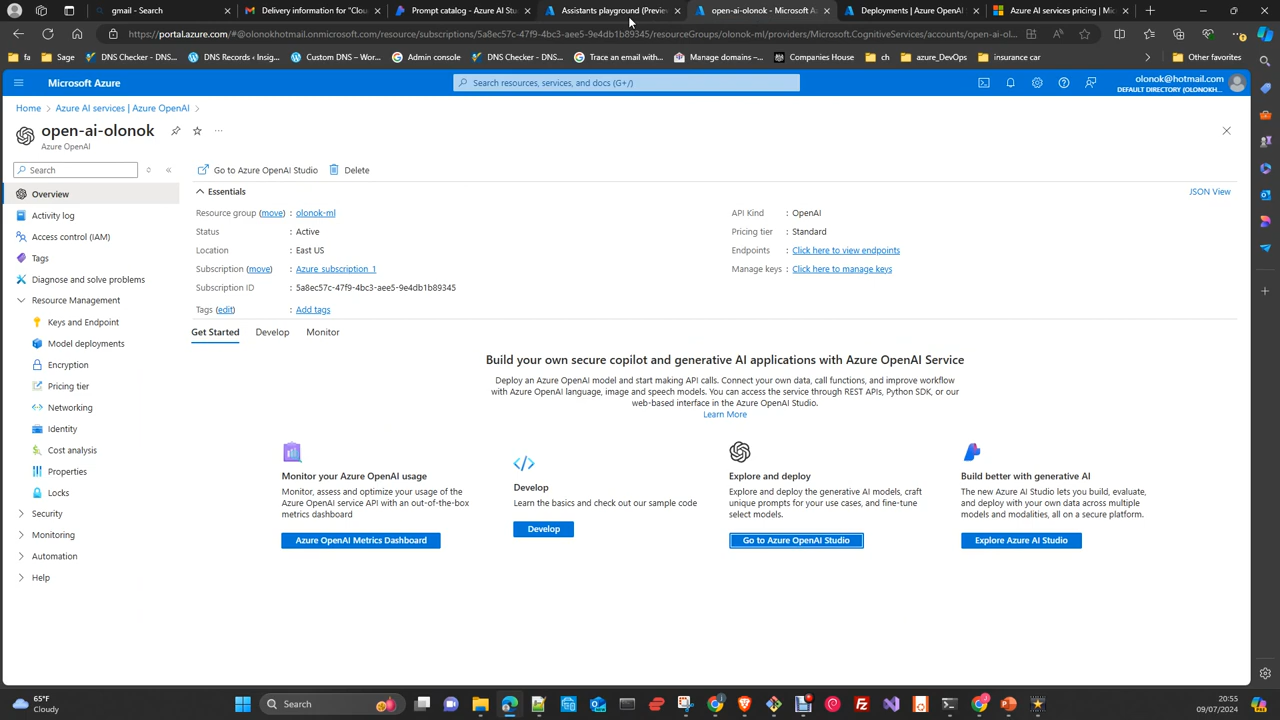 gmail - Search
Delivery information for "Clou
Prompt catalog - Azure AI Stu
Assistants playground (Preview
open-ai-olonok - Microsoft A
Deployments | Azure OpenAI
Azure AI services pricing | Mic
https://portal.azure.com/#@olonokhotmail.onmicrosoft.com/resource/subscriptions/5a8ec57c-47f9-4bc3-aee5-9e4db1b89345/resourceGroups/olonok-ml/providers/Microsoft.CognitiveServices/accounts/open-ai-ol...
DNS Checker - DNS...
DNS Records ‹ Insig...
Custom DNS – Wor...
Admin console
DNS Checker - DNS...
Trace an email with...
Manage domains –...
Companies House
ch
azure_DevOps
insurance car
Other favorites
Microsoft Azure
Search resources, services, and docs (G+/)
olonok@hotmail.com
DEFAULT DIRECTORY (OLONOKH...
Home > Azure AI services | Azure OpenAI >
open-ai-olonok
Azure OpenAI
Search
Go to Azure OpenAI Studio
Delete
Overview
Activity log
Access control (IAM)
Tags
Diagnose and solve problems
Resource Management
Keys and Endpoint
Model deployments
Encryption
Pricing tier
Networking
Identity
Cost analysis
Properties
Locks
Security
Monitoring
Automation
Help
Essentials
JSON View
Resource group (move) : olonok-ml
Status : Active
Location : East US
Subscription (move) : Azure subscription 1
Subscription ID : 5a8ec57c-47f9-4bc3-aee5-9e4db1b89345
Tags (edit) : Add tags
API Kind : OpenAI
Pricing tier : Standard
Endpoints : Click here to view endpoints
Manage keys : Click here to manage keys
Get Started
Develop
Monitor
Build your own secure copilot and generative AI applications with Azure OpenAI Service
Deploy an Azure OpenAI model and start making API calls. Connect your own data, call functions, and improve workflow
with Azure OpenAI language, image and speech models. You can access the service through REST APIs, Python SDK, or our
web-based interface in the Azure OpenAI Studio.
Learn More
Monitor your Azure OpenAI usage
Monitor, assess and optimize your usage of the
Azure OpenAI service API with an out-of-the-box
metrics dashboard
Azure OpenAI Metrics Dashboard
Develop
Learn the basics and check out our sample code
Develop
Explore and deploy
Explore and deploy the generative AI models, craft
unique prompts for your use cases, and fine-tune
select models.
Go to Azure OpenAI Studio
Build better with generative AI
The new Azure AI Studio lets you build, evaluate,
and deploy with your own data across multiple
models and modalities, all on a secure platform.
Explore Azure AI Studio
65°F
Cloudy
Search
20:55
09/07/2024